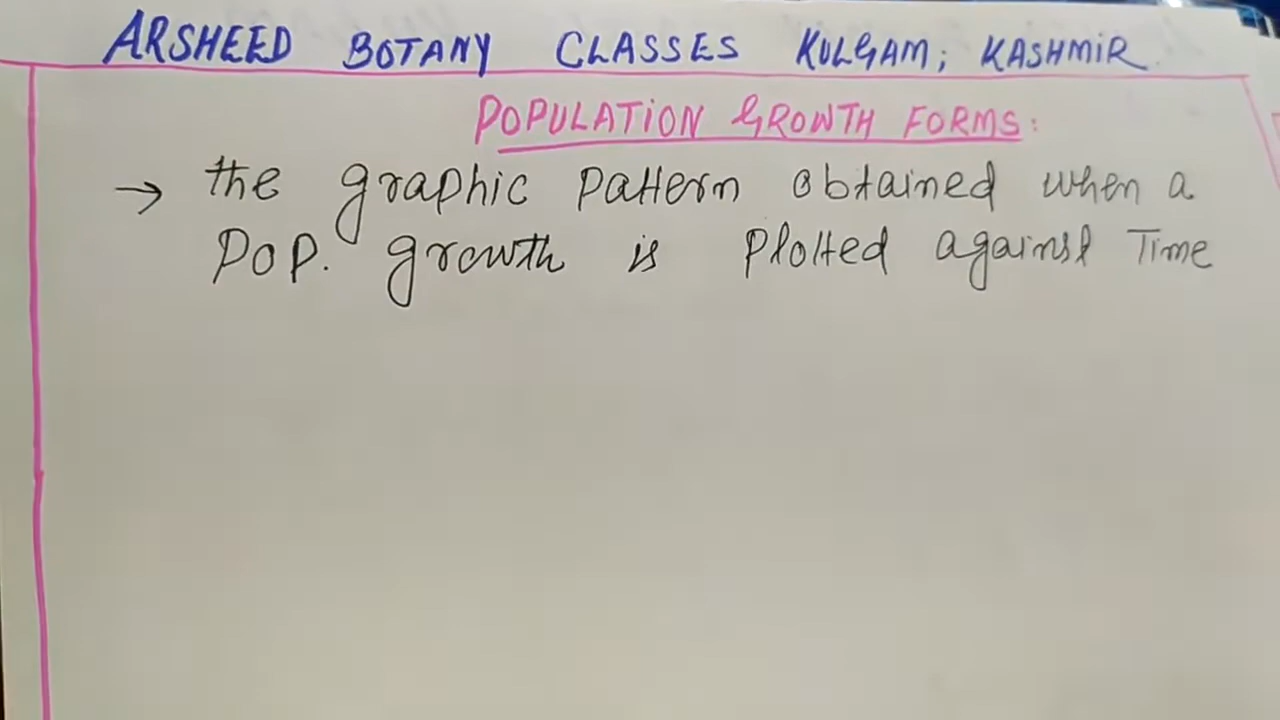 ARSHEED BOTANY CLASSES KULGAM; KASHMIR
POPULATION GROWTH FORMS:
→ the graphic pattern obtained when a
Pop. growth is Plotted against Time